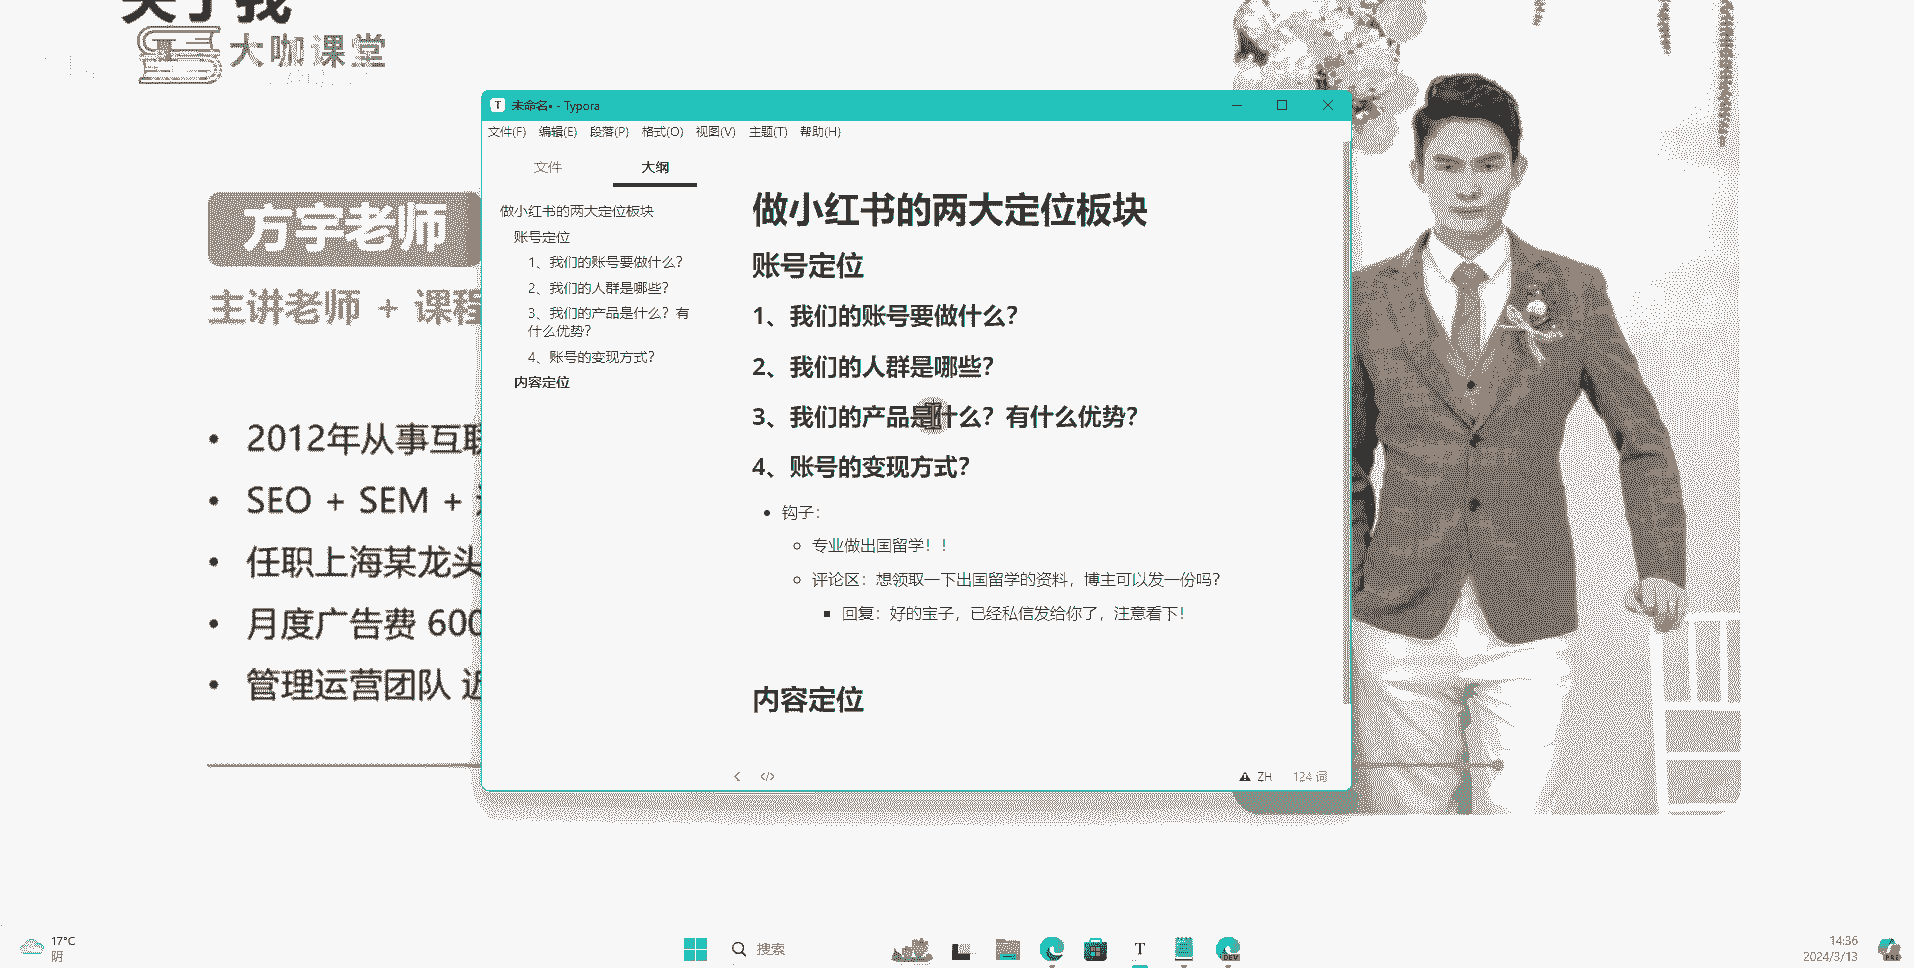 关于我
大咖课堂
方宇老师
主讲老师 + 课程
2012年从事互联
SEO + SEM +
任职上海某龙头
月度广告费 600
管理运营团队 近
未命名• - Typora
文件(F) 编辑(E) 段落(P) 格式(O) 视图(V) 主题(T) 帮助(H)
文件 大纲
做小红书的两大定位板块
账号定位
1、我们的账号要做什么？
2、我们的人群是哪些？
3、我们的产品是什么？有
什么优势？
4、账号的变现方式？
内容定位
做小红书的两大定位板块
账号定位
1、我们的账号要做什么？
2、我们的人群是哪些？
3、我们的产品是什么？有什么优势？
4、账号的变现方式？
钩子：
专业做出国留学！！
评论区：想领取一下出国留学的资料，博主可以发一份吗？
回复：好的宝子，已经私信发给你了，注意看下！
内容定位
ZH 124 词
17°C
阴
搜索
14:36
2024/3/13